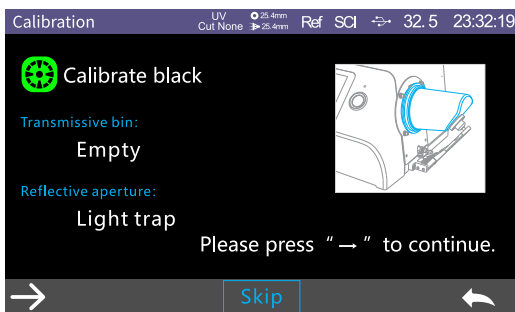 Calibration UV Cut None 25.4mm 25.4mm Ref SCI 32.5 23:32:19
Calibrate black
Transmissive bin:
Empty
Reflective aperture:
Light trap
Please press “→” to continue.
Skip